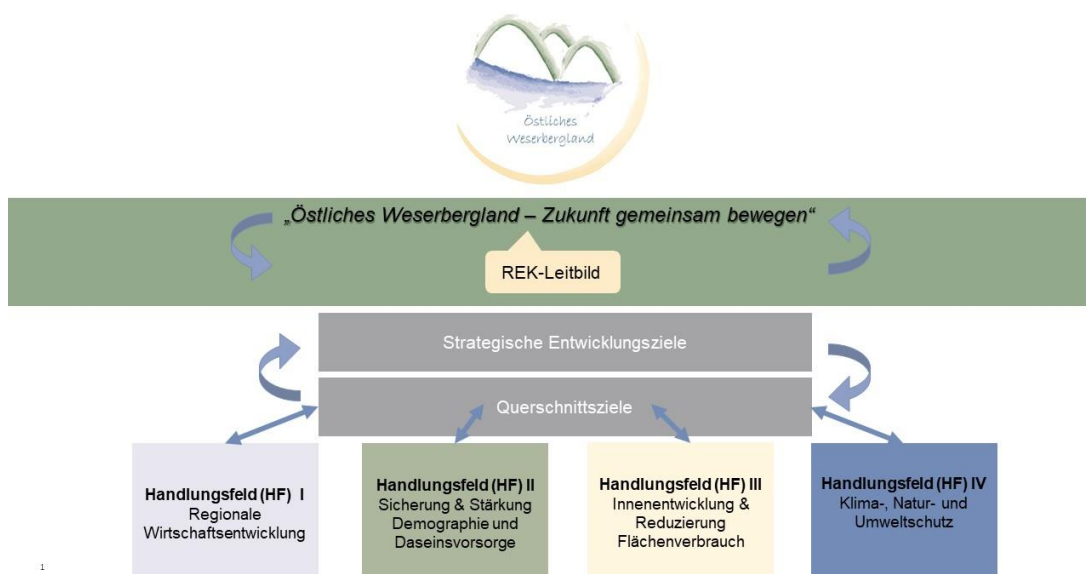 Östliches
Weserbergland
„Östliches Weserbergland – Zukunft gemeinsam bewegen“
REK-Leitbild
Strategische Entwicklungsziele
Querschnittsziele
Handlungsfeld (HF) I
Regionale
Wirtschaftsentwicklung
Handlungsfeld (HF) II
Sicherung & Stärkung
Demographie und
Daseinsvorsorge
Handlungsfeld (HF) III
Innenentwicklung &
Reduzierung
Flächenverbrauch
Handlungsfeld (HF) IV
Klima-, Natur- und
Umweltschutz
1